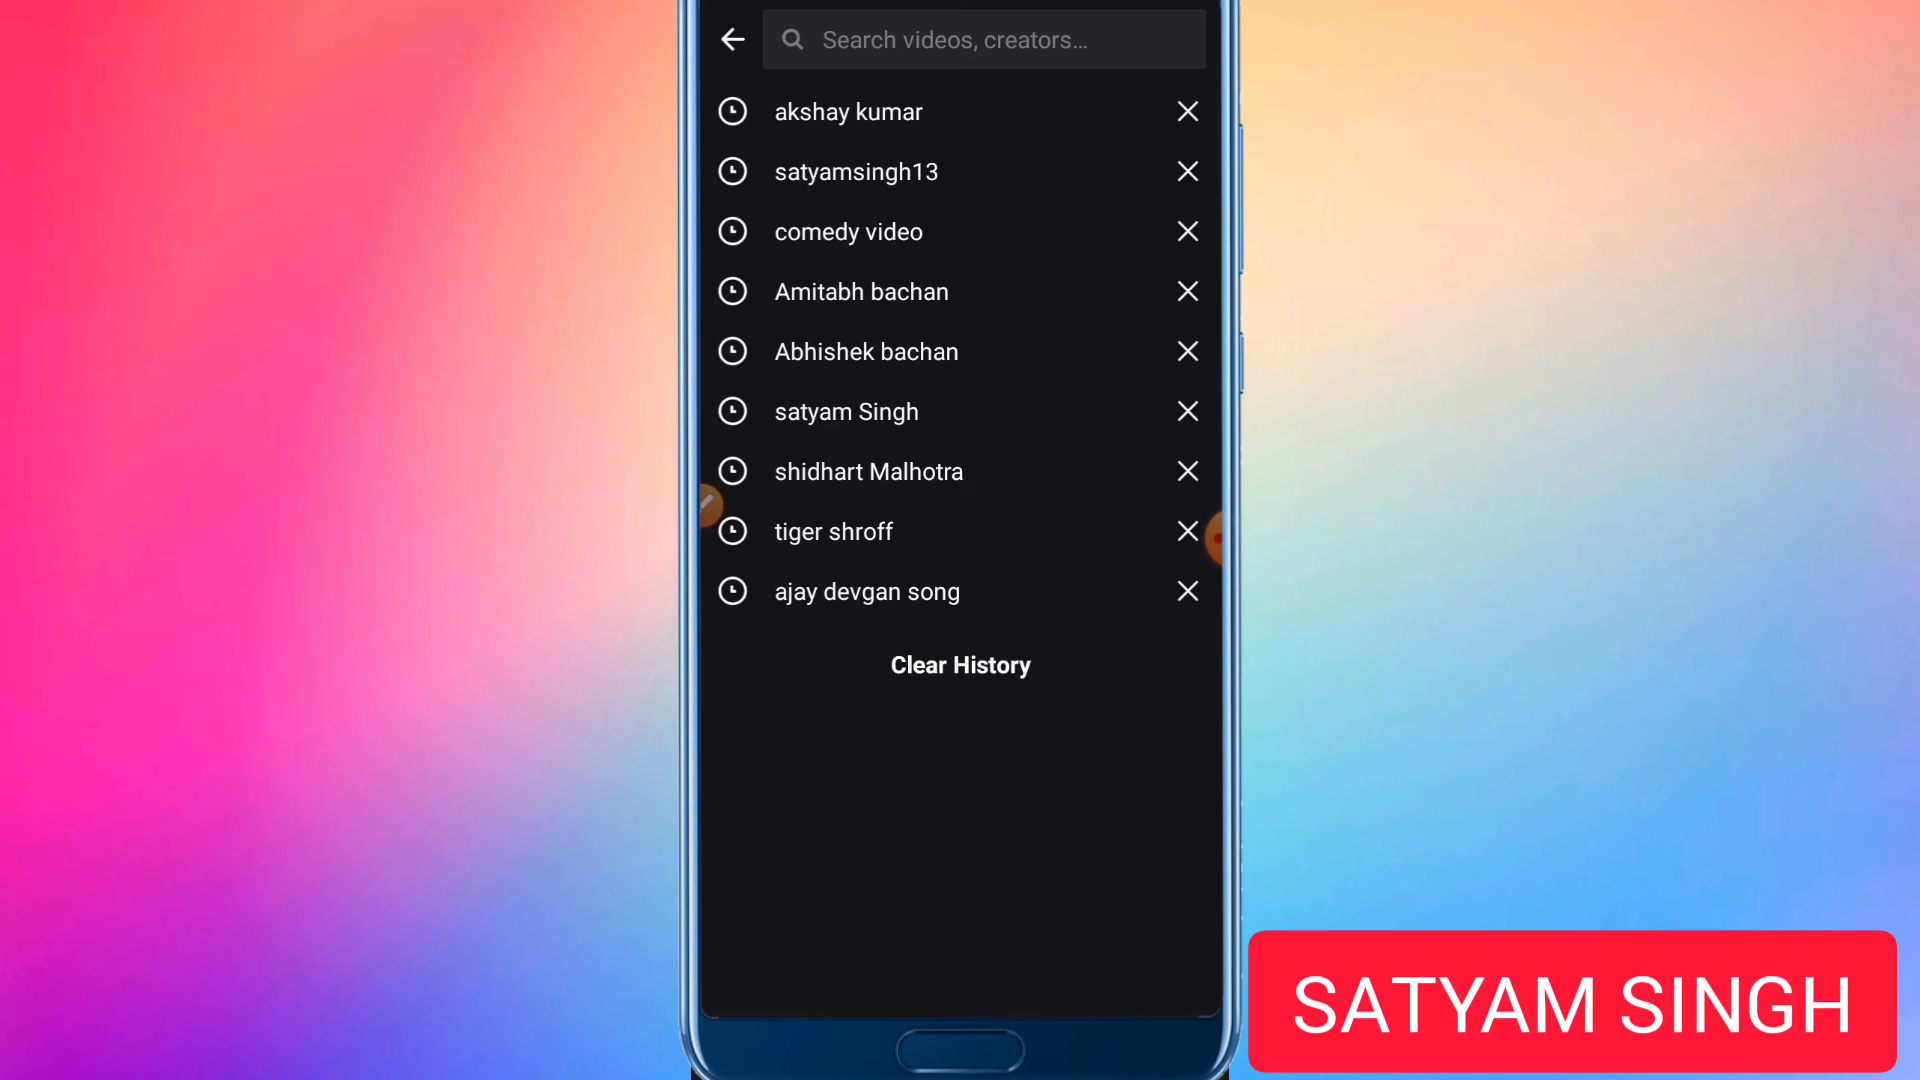 Search videos, creators...
akshay kumar
satyamsingh13
comedy video
Amitabh bachan
Abhishek bachan
satyam Singh
shidhart Malhotra
tiger shroff
ajay devgan song
Clear History
SATYAM SINGH